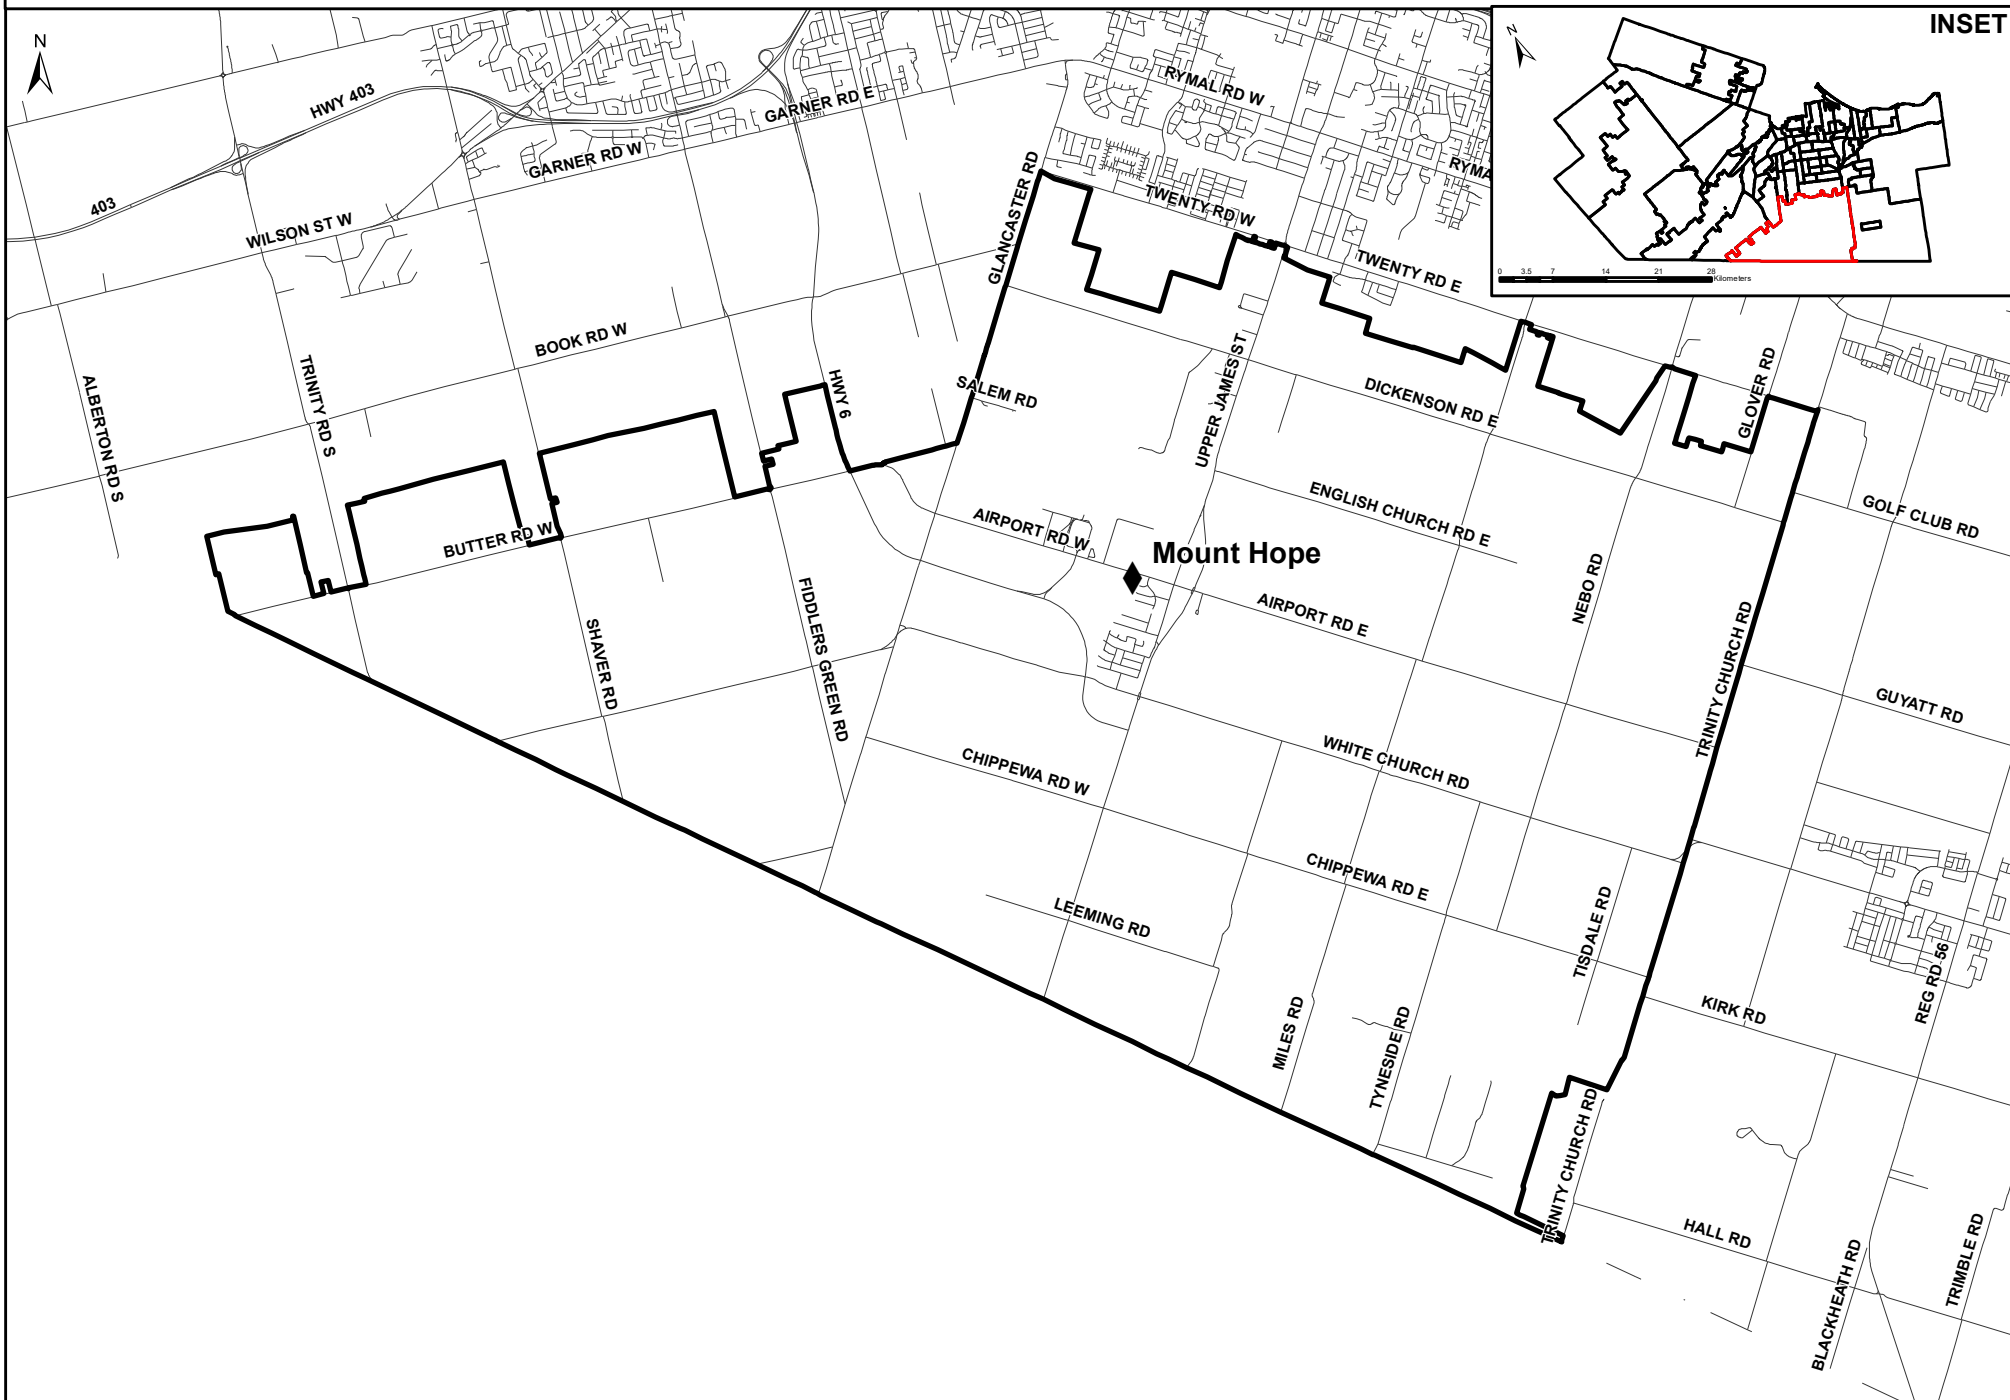 INSET
N
N
0 3.5 7 14 21 28
Kilometers
HWY 403
403
GARNER RD E
GARNER RD W
WILSON ST W
RYMAL RD W
RYMA
GLANCASTER RD
TWENTY RD W
TWENTY RD E
BOOK RD W
HWY 6
SALEM RD
UPPER JAMES ST
DICKENSON RD E
GLOVER RD
ALBERTON RD S
TRINITY RD S
BUTTER RD W
AIRPORT RD W
Mount Hope
ENGLISH CHURCH RD E
GOLF CLUB RD
NEBO RD
AIRPORT RD E
SHAVER RD
FIDDLERS GREEN RD
TRINITY CHURCH RD
GUYATT RD
CHIPPEWA RD W
WHITE CHURCH RD
CHIPPEWA RD E
LEEMING RD
TISDALE RD
REG RD 56
KIRK RD
MILES RD
TYNESIDE RD
TRINITY CHURCH RD
HALL RD
BLACKHEATH RD
TRIMBLE RD